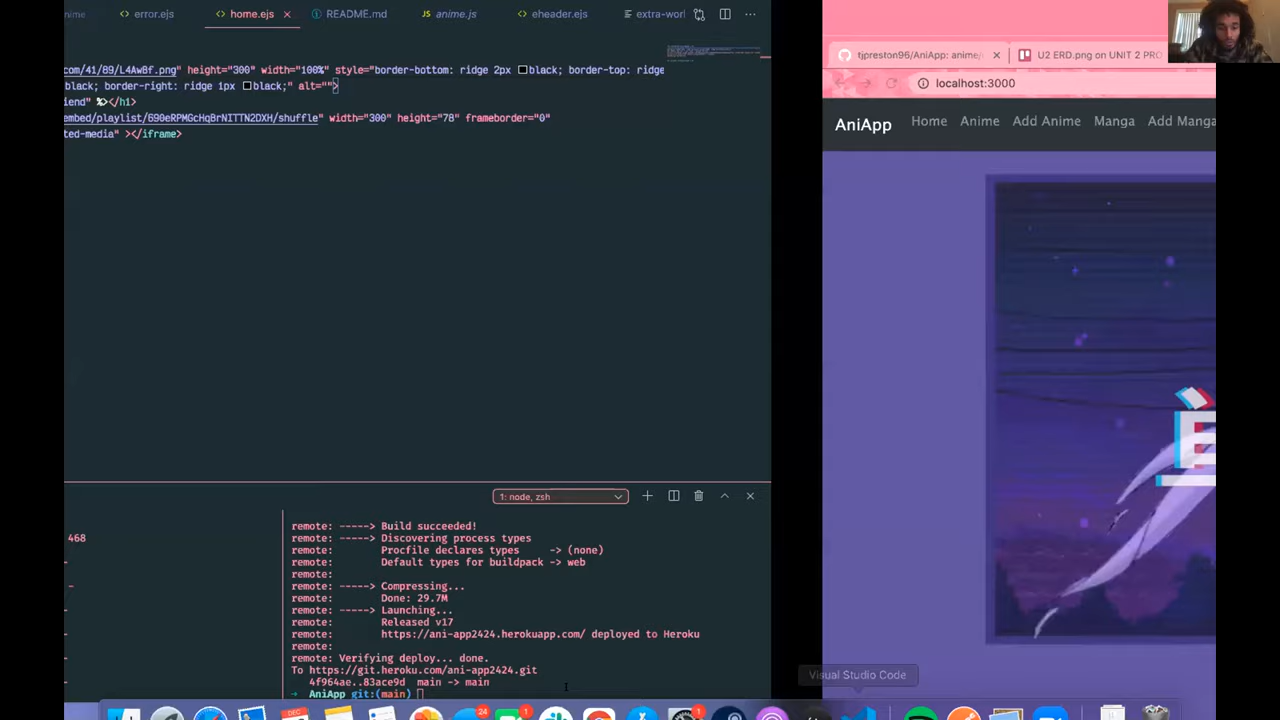 nime
error.ejs
home.ejs
README.md
anime.js
eheader.ejs
extra-worl
com/41/89/L4Aw8f.png" height="300" width="100%" style="border-bottom: ridge 2px black; border-top: ridge
black; border-right: ridge 1px black;" alt="">
iend" %></h1>
embed/playlist/690eRPMGcHqBrNITTN2DXH/shuffle" width="300" height="78" frameborder="0"
ted-media" ></iframe>
1: node, zsh
468
remote: -----> Build succeeded!
remote: -----> Discovering process types
remote: Procfile declares types -> (none)
remote: Default types for buildpack -> web
remote:
remote: -----> Compressing...
remote: Done: 29.7M
remote: -----> Launching...
remote: Released v17
remote: https://ani-app2424.herokuapp.com/ deployed to Heroku
remote:
remote: Verifying deploy... done.
To https://git.heroku.com/ani-app2424.git
4f964ae..83ace9d main -> main
→ AniApp git:(main)
tjpreston96/AniApp: anime/
U2 ERD.png on UNIT 2 PRO
localhost:3000
AniApp
Home
Anime
Add Anime
Manga
Add Manga
E
Visual Studio Code
DEC
24
1
1